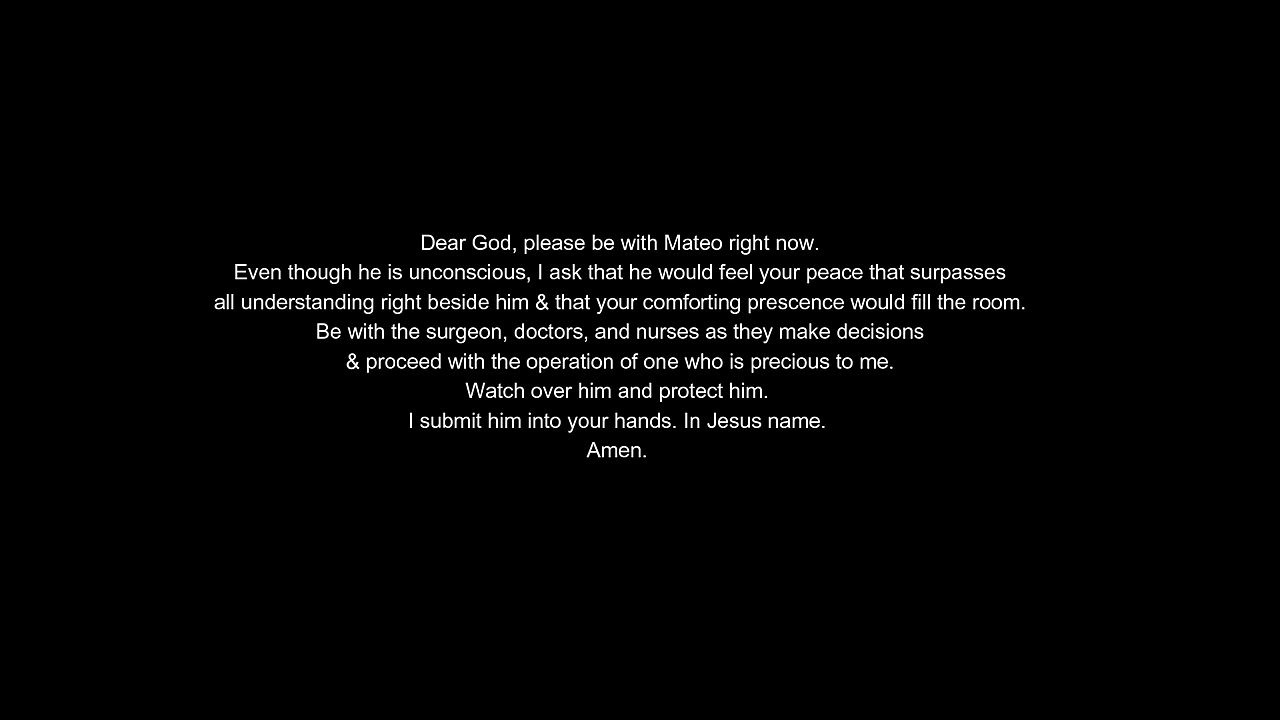 Dear God, please be with Mateo right now.
Even though he is unconscious, I ask that he would feel your peace that surpasses
all understanding right beside him & that your comforting prescence would fill the room.
Be with the surgeon, doctors, and nurses as they make decisions
& proceed with the operation of one who is precious to me.
Watch over him and protect him.
I submit him into your hands. In Jesus name.
Amen.